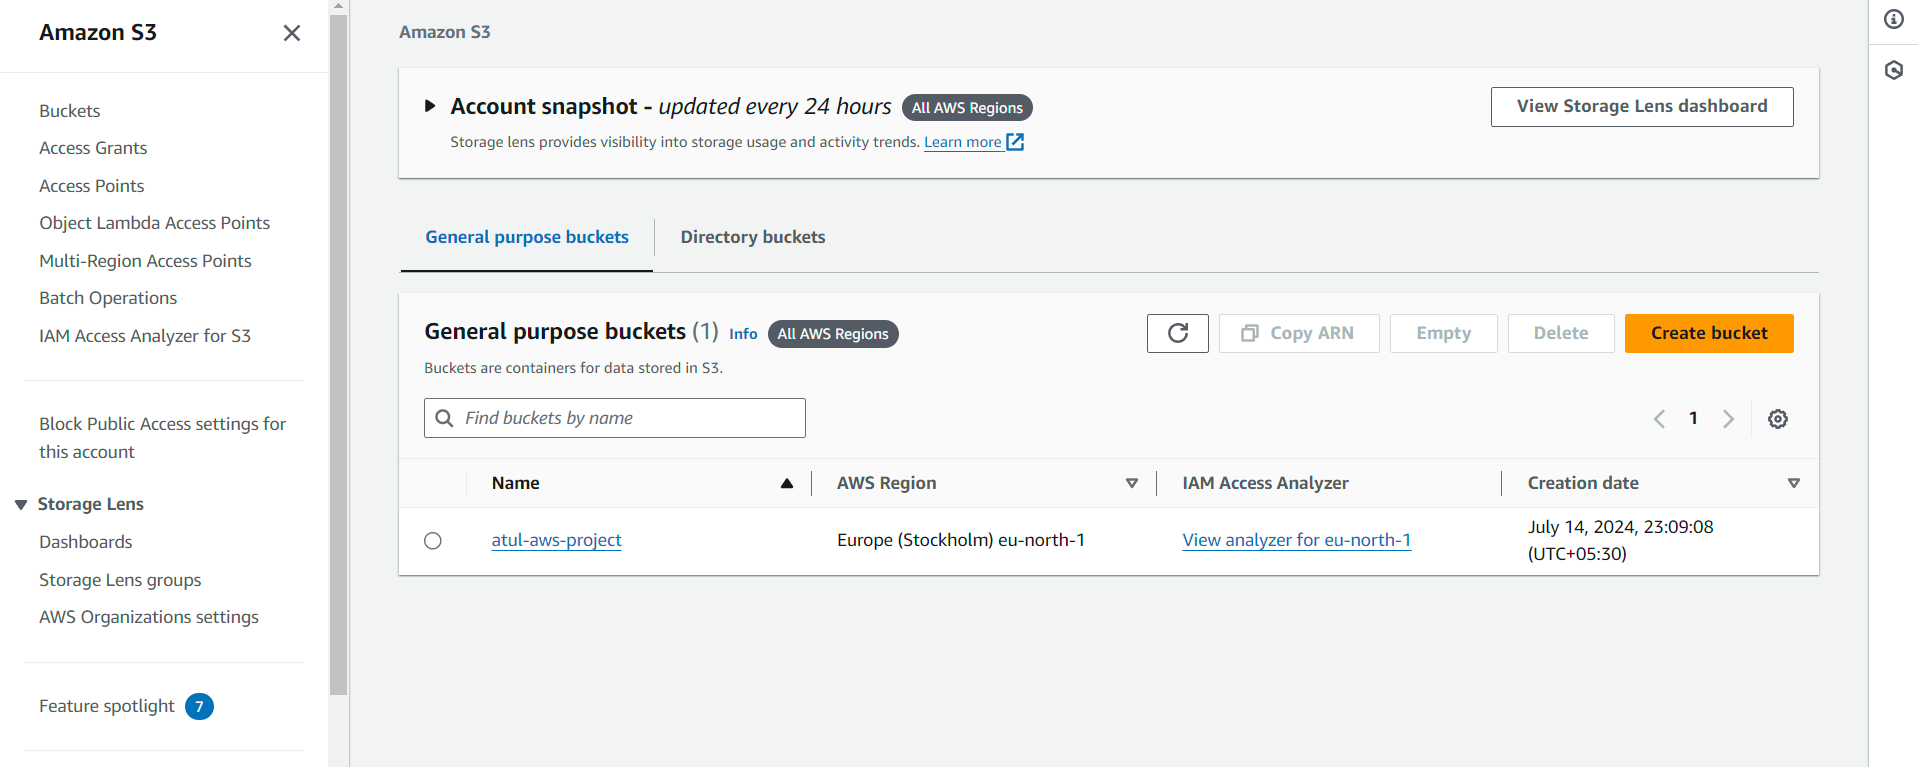 Amazon S3
Buckets
Access Grants
Access Points
Object Lambda Access Points
Multi-Region Access Points
Batch Operations
IAM Access Analyzer for S3
Block Public Access settings for
this account
Storage Lens
Dashboards
Storage Lens groups
AWS Organizations settings
Feature spotlight 7
Amazon S3
Account snapshot - updated every 24 hours All AWS Regions
View Storage Lens dashboard
Storage lens provides visibility into storage usage and activity trends. Learn more
General purpose buckets Directory buckets
General purpose buckets (1) Info All AWS Regions
Copy ARN Empty Delete Create bucket
Buckets are containers for data stored in S3.
Find buckets by name
1
Name AWS Region IAM Access Analyzer Creation date
atul-aws-project Europe (Stockholm) eu-north-1 View analyzer for eu-north-1 July 14, 2024, 23:09:08
(UTC+05:30)